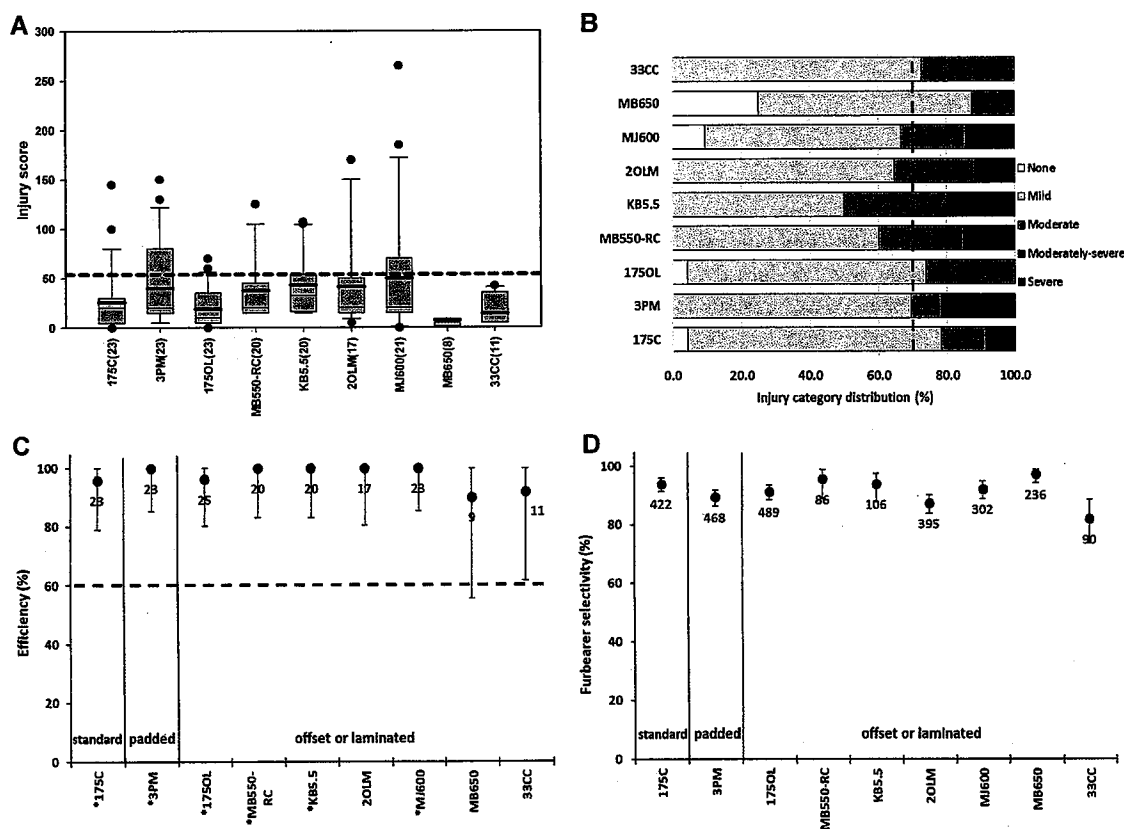 A
Injury score
300
250
200
150
100
50
0
175C(23)
3PM(23)
175OL(23)
MB550-RC(20)
KB5.5(20)
2OLM(17)
MJ600(21)
MB650(8)
33CC(11)
B
33CC
MB650
MJ600
2OLM
KB5.5
MB550-RC
175OL
3PM
175C
0.0 20.0 40.0 60.0 80.0 100.0
Injury category distribution (%)
None
Mild
Moderate
Moderately-severe
Severe
C
Efficiency (%)
100
80
60
40
20
0
23 23 25 20 20 17 23 9 11
standard padded offset or laminated
*175C
*3PM
*175OL
*MB550-
RC
*KB5.5
2OLM
*MJ600
MB650
33CC
D
Furbearer selectivity (%)
100
80
60
40
20
0
422 468 489 86 106 395 302 236 90
standard padded offset or laminated
175C
3PM
175OL
MB550-RC
KB5.5
2OLM
MJ600
MB650
33CC